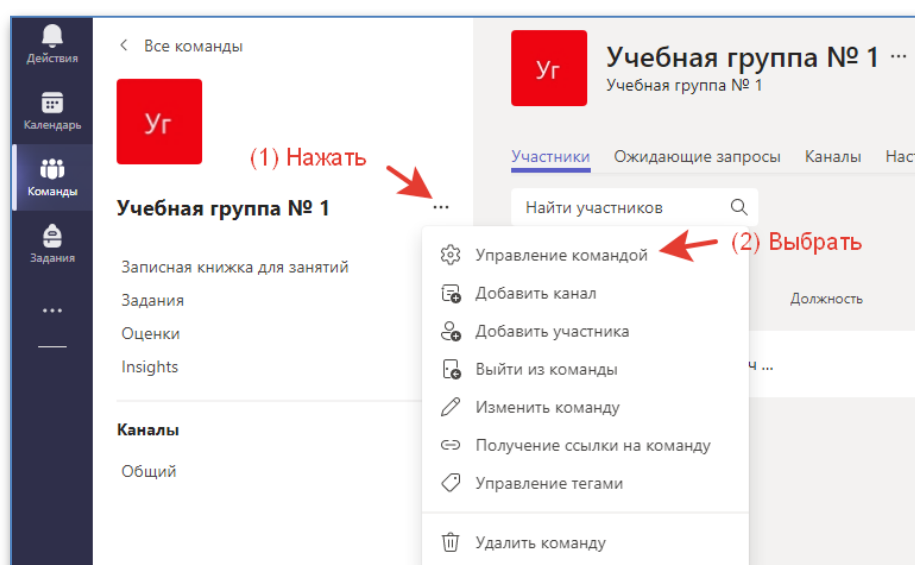 Действия
Календарь
Команды
Задания
Все команды
Уг
(1) Нажать
Учебная группа № 1
Записная книжка для занятий
Задания
Оценки
Insights
Каналы
Общий
Уг
Учебная группа № 1 ...
Учебная группа № 1
Участники Ожидающие запросы Каналы Нас
Найти участников
(2) Выбрать
Должность
ч ...
Управление командой
Добавить канал
Добавить участника
Выйти из команды
Изменить команду
Получение ссылки на команду
Управление тегами
Удалить команду